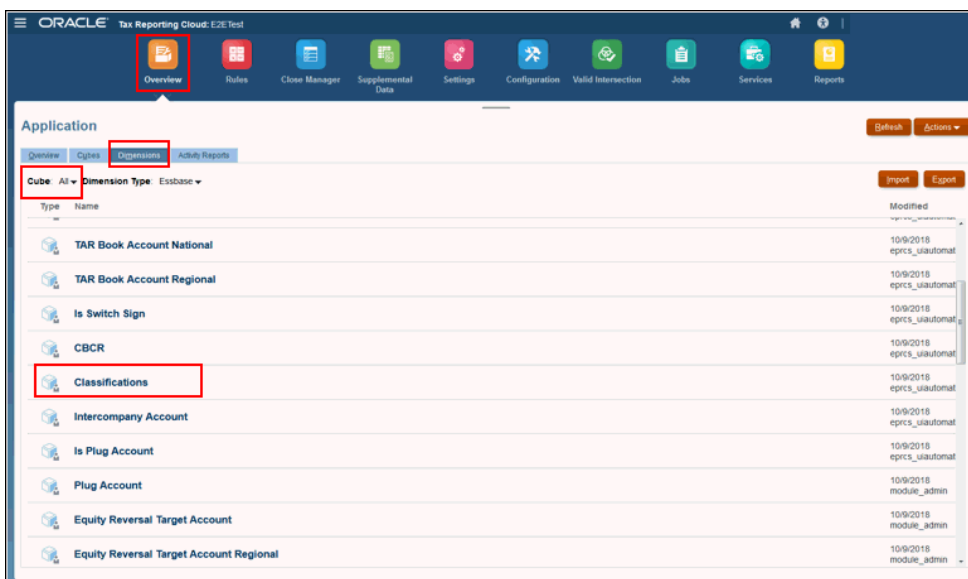 ORACLE Tax Reporting Cloud: E2ETest
Overview Rules Close Manager Supplemental Data Settings Configuration Valid Intersection Jobs Services Reports
Application
Refresh Actions
Overview Cubes Dimensions Activity Reports
Cube: All Dimension Type: Essbase
Import Export
Type Name Modified
TAR Book Account National 10/9/2018
eprcs_uiautomat
TAR Book Account Regional 10/9/2018
eprcs_uiautomat
Is Switch Sign 10/9/2018
eprcs_uiautomat
CBCR 10/9/2018
eprcs_uiautomat
Classifications 10/9/2018
eprcs_uiautomat
Intercompany Account 10/9/2018
eprcs_uiautomat
Is Plug Account 10/9/2018
eprcs_uiautomat
Plug Account 10/9/2018
module_admin
Equity Reversal Target Account 10/9/2018
module_admin
Equity Reversal Target Account Regional 10/9/2018
module_admin